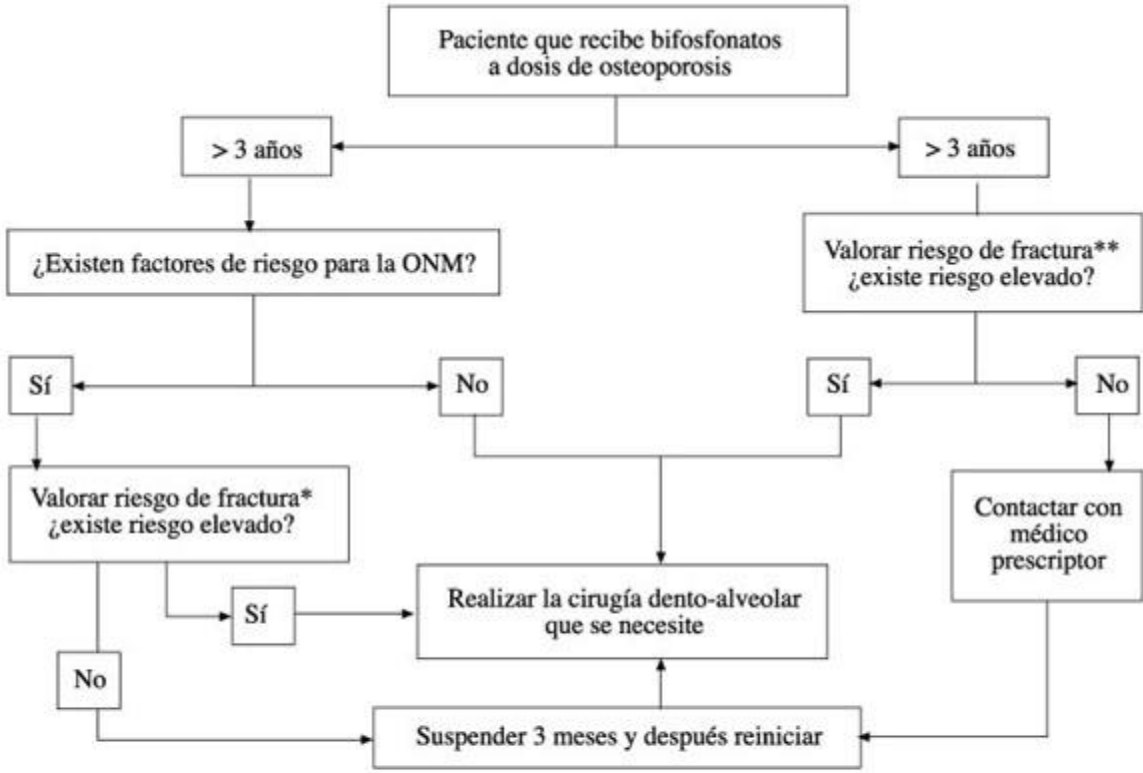 Paciente que recibe bifosfonatos
a dosis de osteoporosis
> 3 años
> 3 años
¿Existen factores de riesgo para la ONM?
Valorar riesgo de fractura**
¿existe riesgo elevado?
Sí
No
Sí
No
Valorar riesgo de fractura*
¿existe riesgo elevado?
Contactar con
médico
prescriptor
Sí
Realizar la cirugía dento-alveolar
que se necesite
No
Suspender 3 meses y después reiniciar